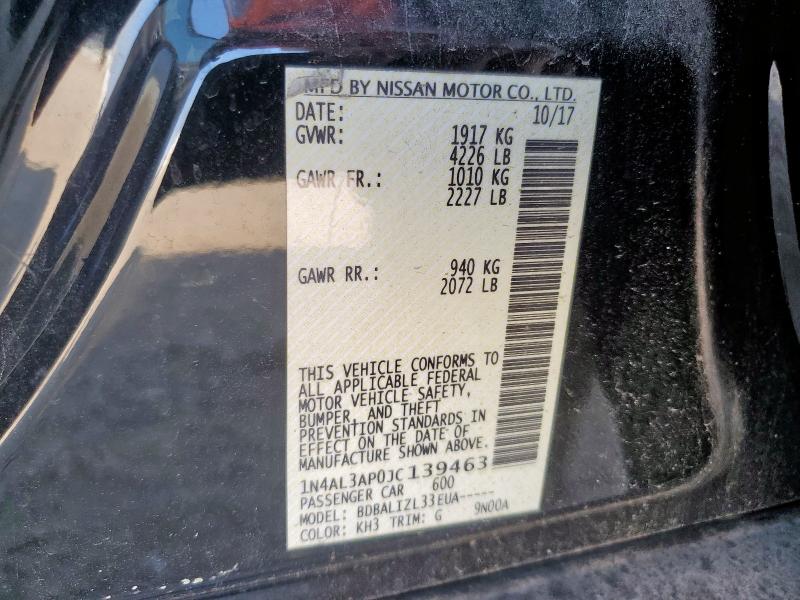 MFD BY NISSAN MOTOR CO., LTD.
DATE: 10/17
GVWR: 1917 KG
4226 LB
GAWR FR.: 1010 KG
2227 LB
GAWR RR.: 940 KG
2072 LB
THIS VEHICLE CONFORMS TO
ALL APPLICABLE FEDERAL
MOTOR VEHICLE SAFETY,
BUMPER, AND THEFT
PREVENTION STANDARDS IN
EFFECT ON THE DATE OF
MANUFACTURE SHOWN ABOVE.
1N4AL3AP0JC139463
PASSENGER CAR 600
MODEL: BDBALIZL33EUA-----
COLOR: KH3 TRIM: G 9N00A